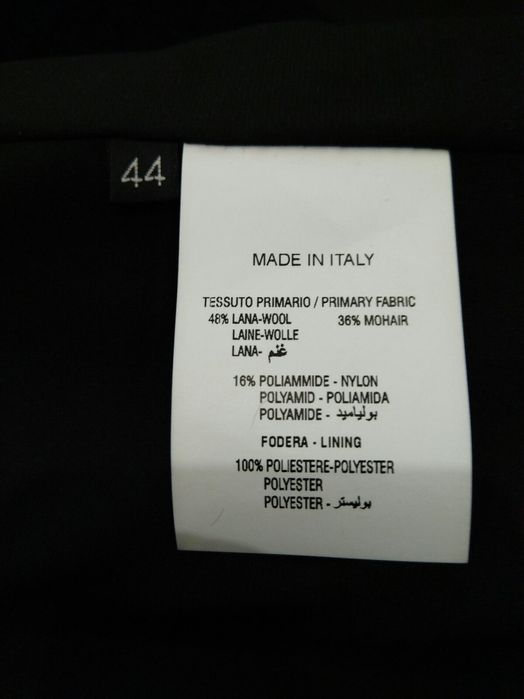 44
MADE IN ITALY
TESSUTO PRIMARIO / PRIMARY FABRIC
48% LANA-WOOL 36% MOHAIR
LAINE-WOLLE
LANA- غنم
16% POLIAMMIDE - NYLON
POLYAMID - POLIAMIDA
POLYAMIDE - بولياميد
FODERA - LINING
100% POLIESTERE-POLYESTER
POLYESTER
POLYESTER - بوليستر